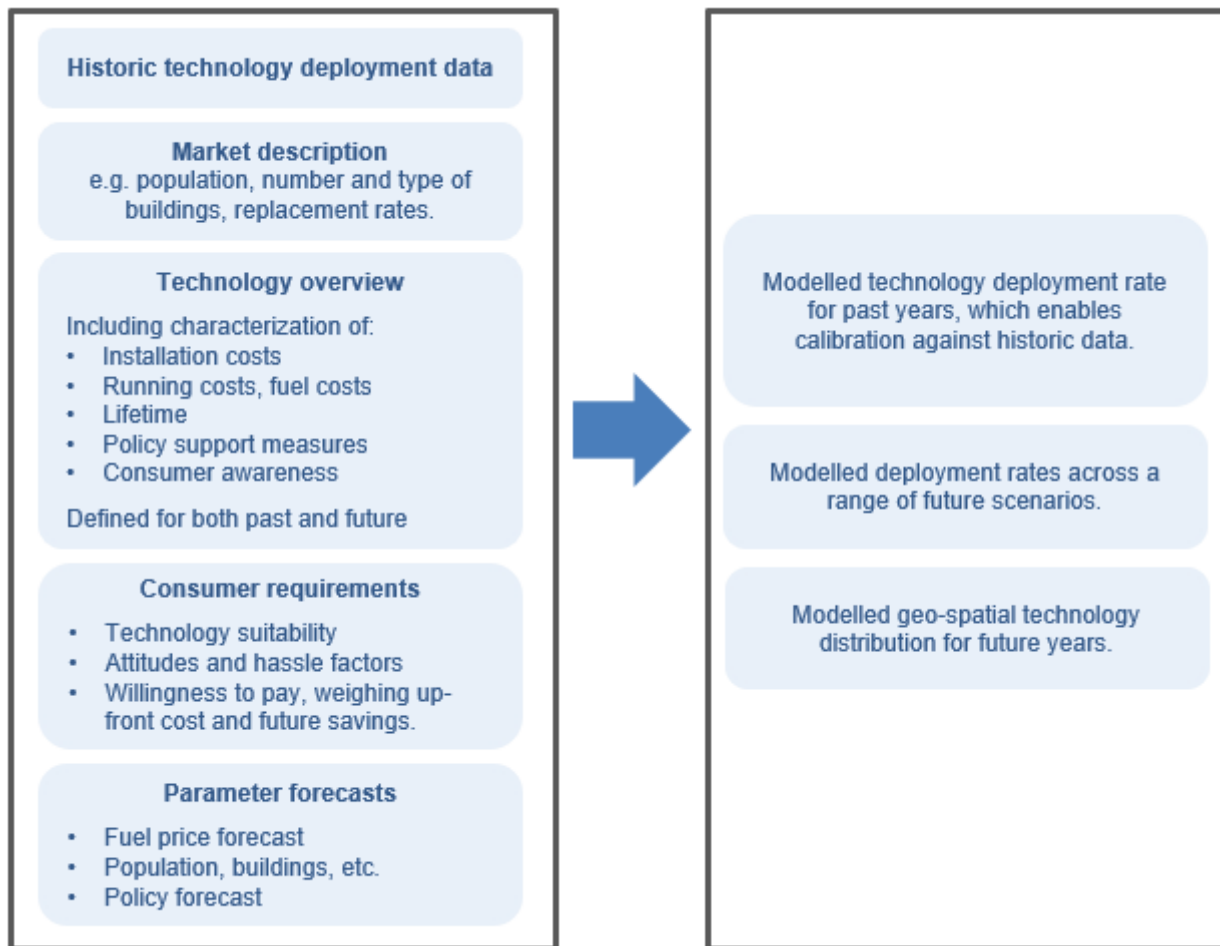 Historic technology deployment data
Market description
e.g. population, number and type of
buildings, replacement rates.
Technology overview
Including characterization of:
• Installation costs
• Running costs, fuel costs
• Lifetime
• Policy support measures
• Consumer awareness
Defined for both past and future
Consumer requirements
• Technology suitability
• Attitudes and hassle factors
• Willingness to pay, weighing up-
front cost and future savings.
Parameter forecasts
• Fuel price forecast
• Population, buildings, etc.
• Policy forecast
Modelled technology deployment rate
for past years, which enables
calibration against historic data.
Modelled deployment rates across a
range of future scenarios.
Modelled geo-spatial technology
distribution for future years.